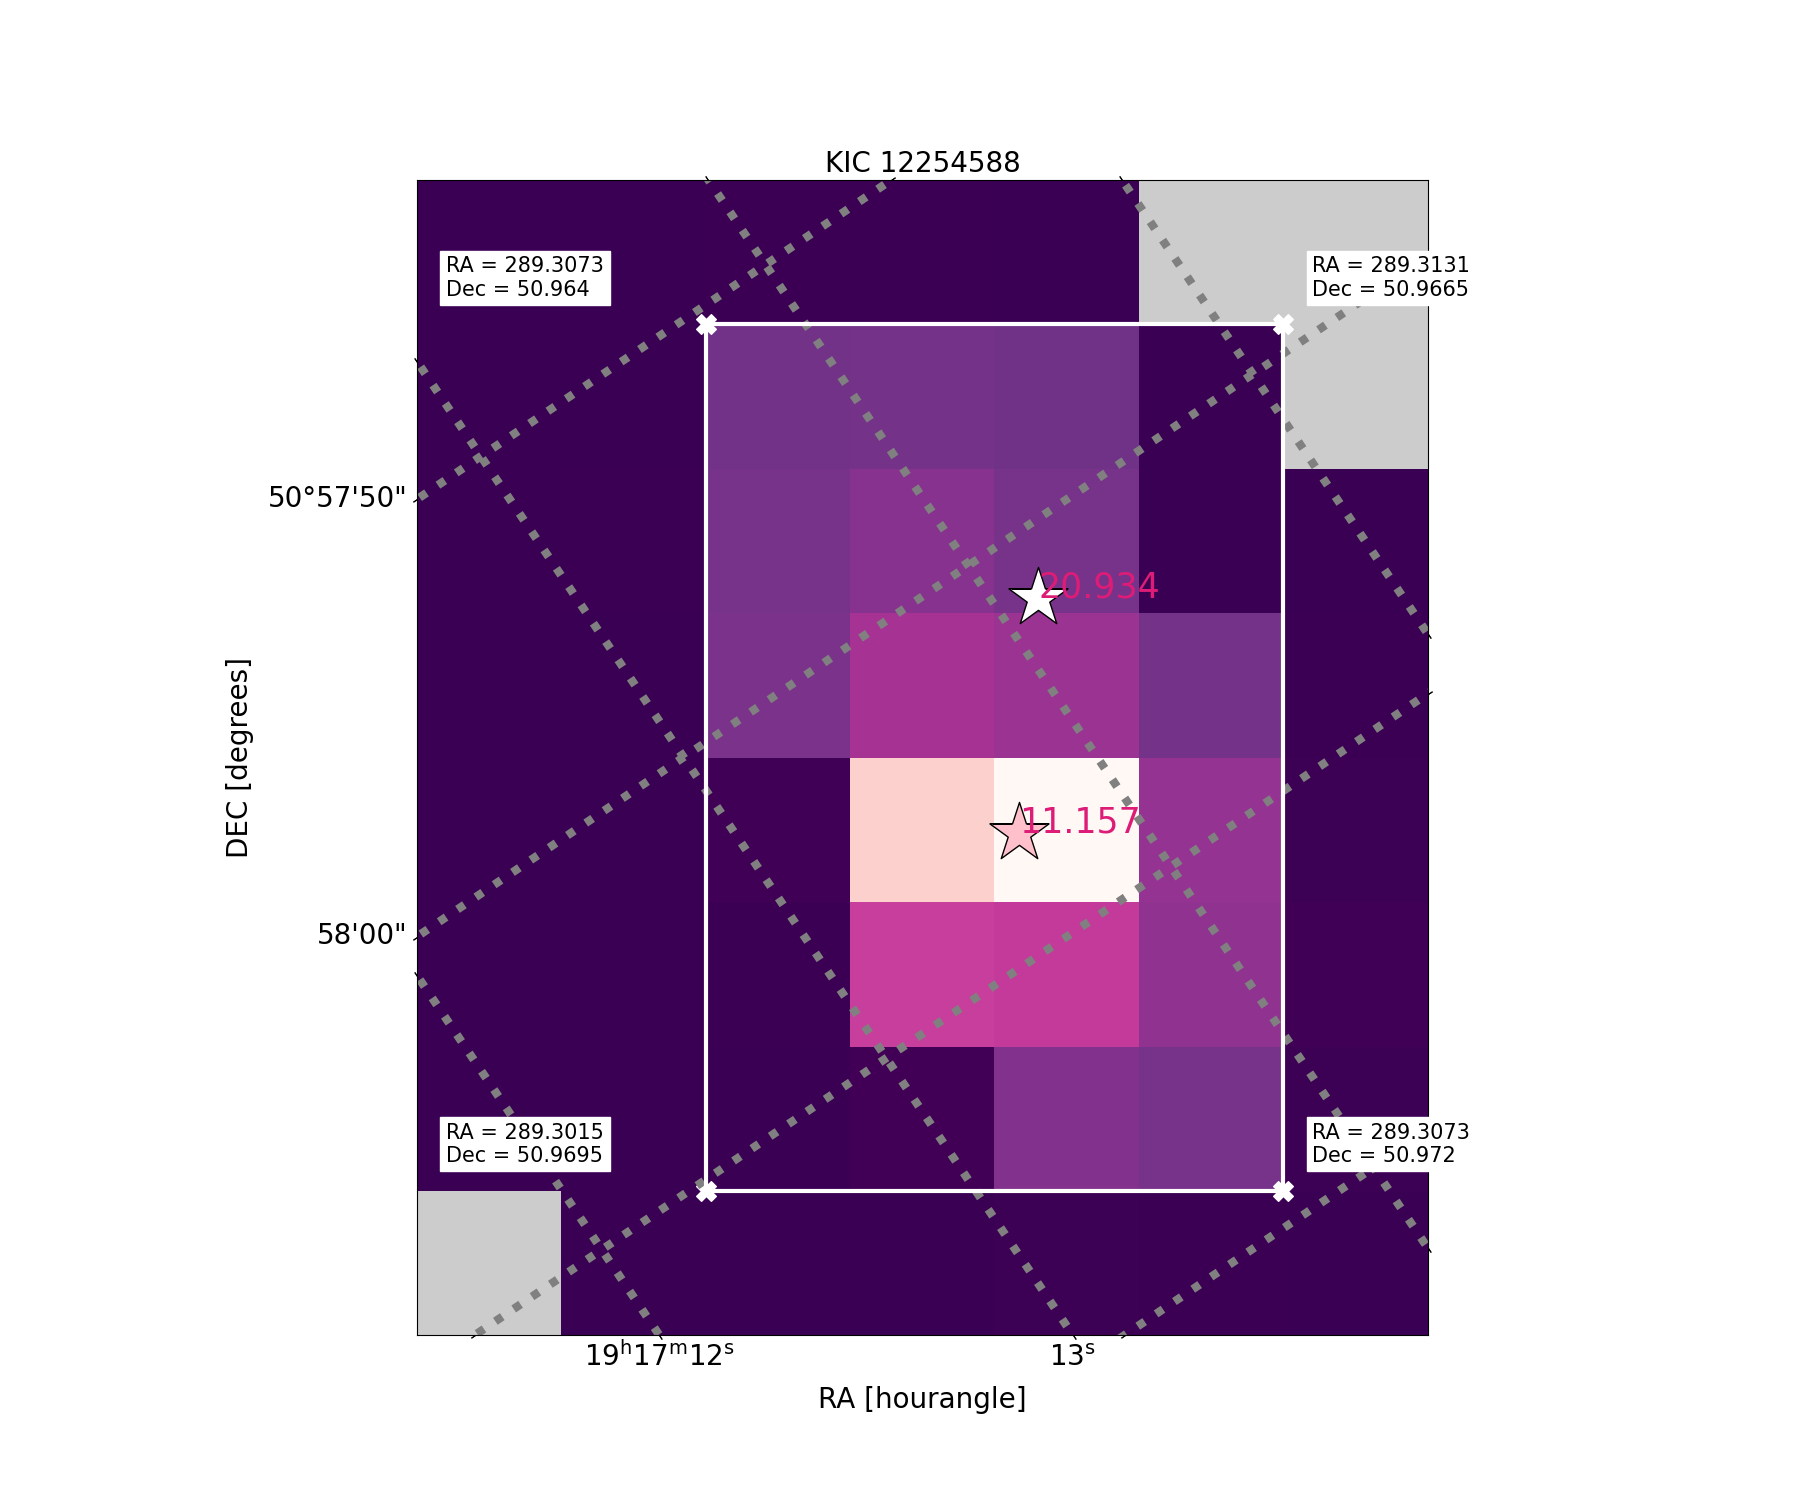 KIC 12254588
RA = 289.3073
Dec = 50.964
RA = 289.3131
Dec = 50.9665
50°57'50"
20.934
11.157
DEC [degrees]
58'00"
RA = 289.3015
Dec = 50.9695
RA = 289.3073
Dec = 50.972
19h17m12s
13s
RA [hourangle]